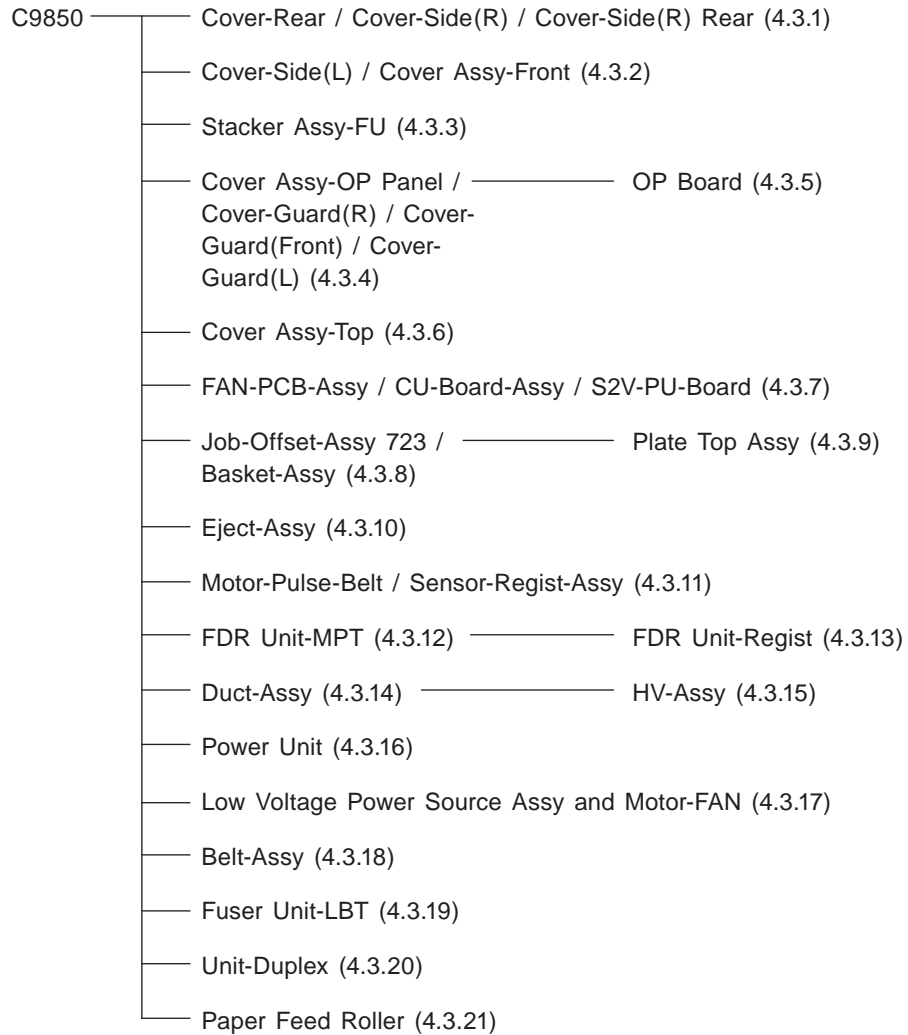 C9850 Cover-Rear / Cover-Side(R) / Cover-Side(R) Rear (4.3.1)
Cover-Side(L) / Cover Assy-Front (4.3.2)
Stacker Assy-FU (4.3.3)
Cover Assy-OP Panel / OP Board (4.3.5)
Cover-Guard(R) / Cover-
Guard(Front) / Cover-
Guard(L) (4.3.4)
Cover Assy-Top (4.3.6)
FAN-PCB-Assy / CU-Board-Assy / S2V-PU-Board (4.3.7)
Job-Offset-Assy 723 / Plate Top Assy (4.3.9)
Basket-Assy (4.3.8)
Eject-Assy (4.3.10)
Motor-Pulse-Belt / Sensor-Regist-Assy (4.3.11)
FDR Unit-MPT (4.3.12) FDR Unit-Regist (4.3.13)
Duct-Assy (4.3.14) HV-Assy (4.3.15)
Power Unit (4.3.16)
Low Voltage Power Source Assy and Motor-FAN (4.3.17)
Belt-Assy (4.3.18)
Fuser Unit-LBT (4.3.19)
Unit-Duplex (4.3.20)
Paper Feed Roller (4.3.21)